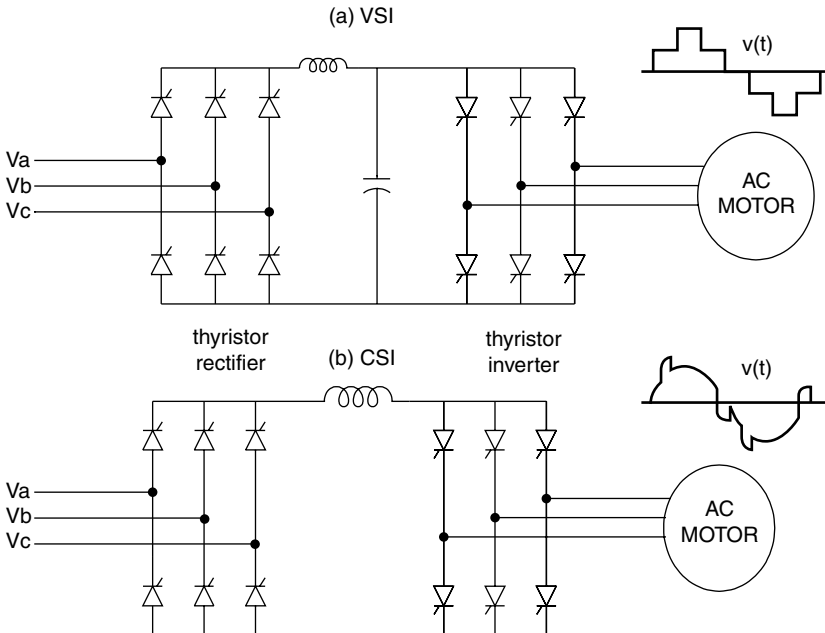 (a) VSI
v(t)
Va
Vb
Vc
AC
MOTOR
thyristor
rectifier
thyristor
inverter
(b) CSI
v(t)
Va
Vb
Vc
AC
MOTOR